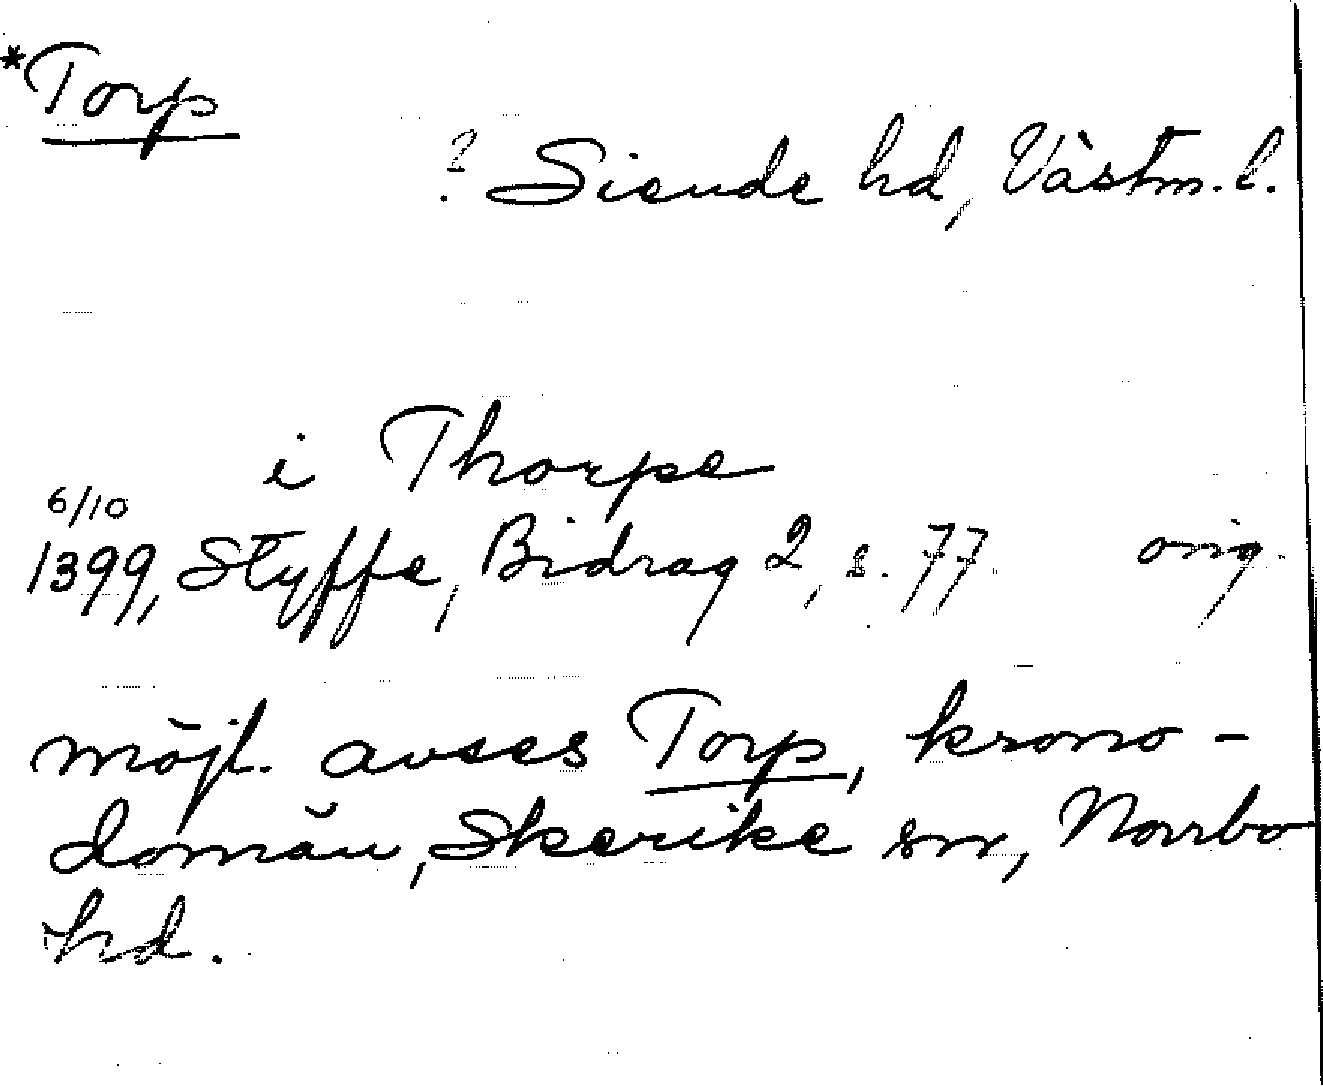 *Torp
? Siende hd, Västm. l.
i Thorpe
6/10
1399, Styffe, Bidrag 2, s. 77. orig.
möjl. avses Torp, krono-
domän, Skerike sn, Norrbo
hd.